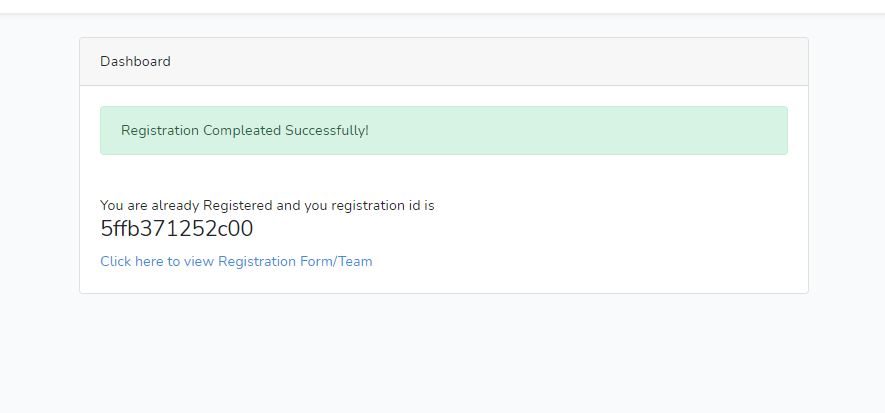 Dashboard
Registration Compleated Successfully!
You are already Registered and you registration id is
5ffb371252c00
Click here to view Registration Form/Team